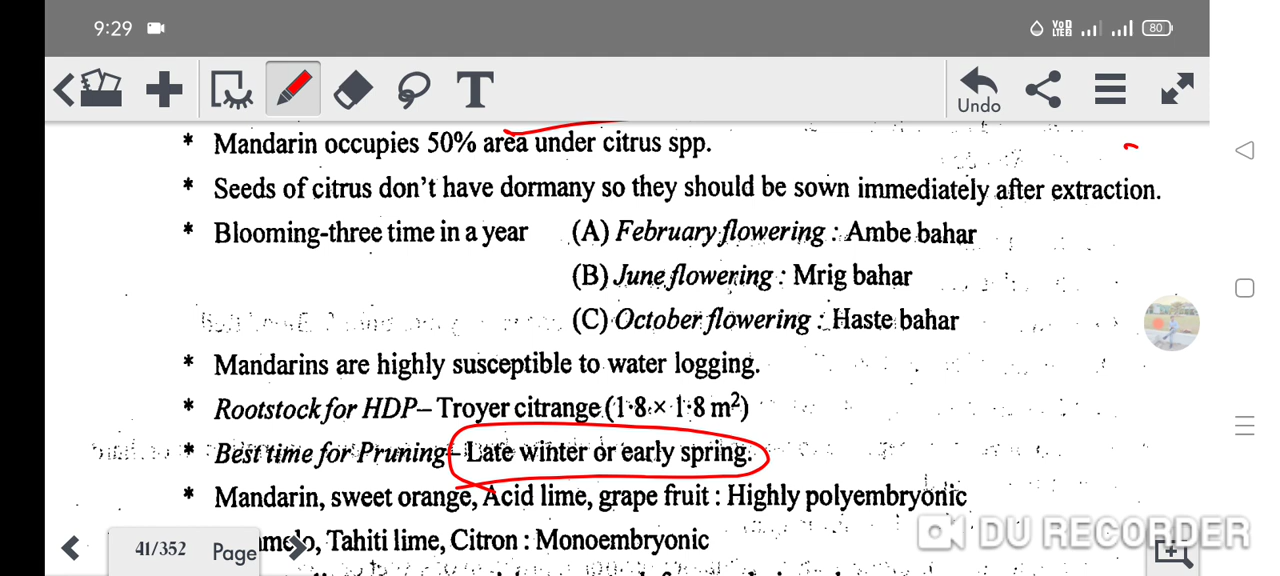 9:29
VoD LTEB
80
T
Undo
* Mandarin occupies 50% area under citrus spp.
* Seeds of citrus don't have dormany so they should be sown immediately after extraction.
* Blooming-three time in a year (A) February flowering : Ambe bahar
(B) June flowering : Mrig bahar
(C) October flowering : Haste bahar
* Mandarins are highly susceptible to water logging.
* Rootstock for HDP– Troyer citrange (1·8 × 1·8 m²)
* Best time for Pruning– Late winter or early spring.
* Mandarin, sweet orange, Acid lime, grape fruit : Highly polyembryonic
melo, Tahiti lime, Citron : Monoembryonic
41/352 Page
DU RECORDER